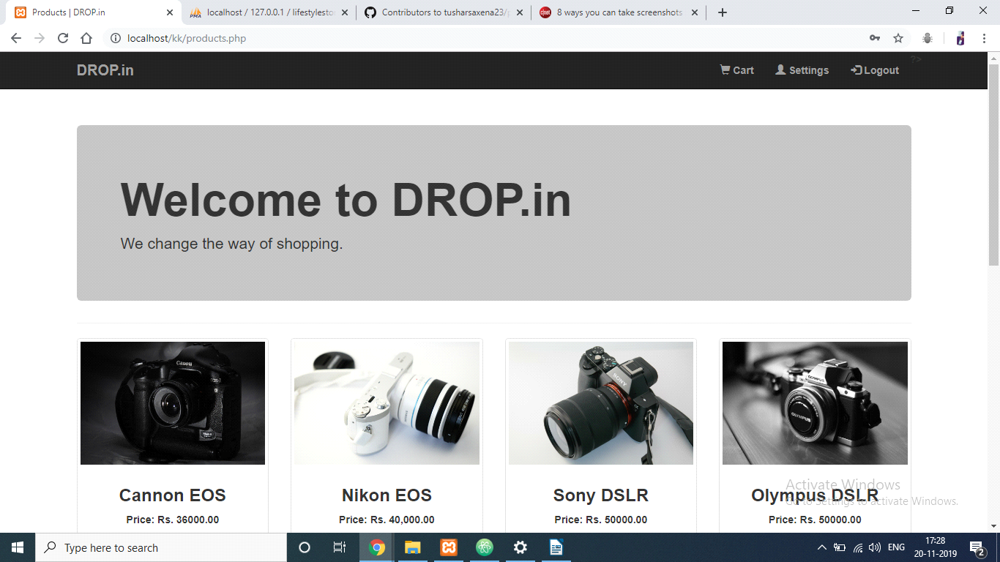 Products | DROP.in
localhost / 127.0.0.1 / lifestylesto
Contributors to tusharsaxena23/p
8 ways you can take screenshots
localhost/kk/products.php
DROP.in
Cart
Settings
Logout
?>
Welcome to DROP.in
We change the way of shopping.
Canon
SONY
OLYMPUS
OLYMPUS
Cannon EOS
Nikon EOS
Sony DSLR
Olympus DSLR
Price: Rs. 36000.00
Price: Rs. 40,000.00
Price: Rs. 50000.00
Price: Rs. 50000.00
Activate Windows
Go to Settings to activate Windows.
Type here to search
ENG
17:28
20-11-2019
2